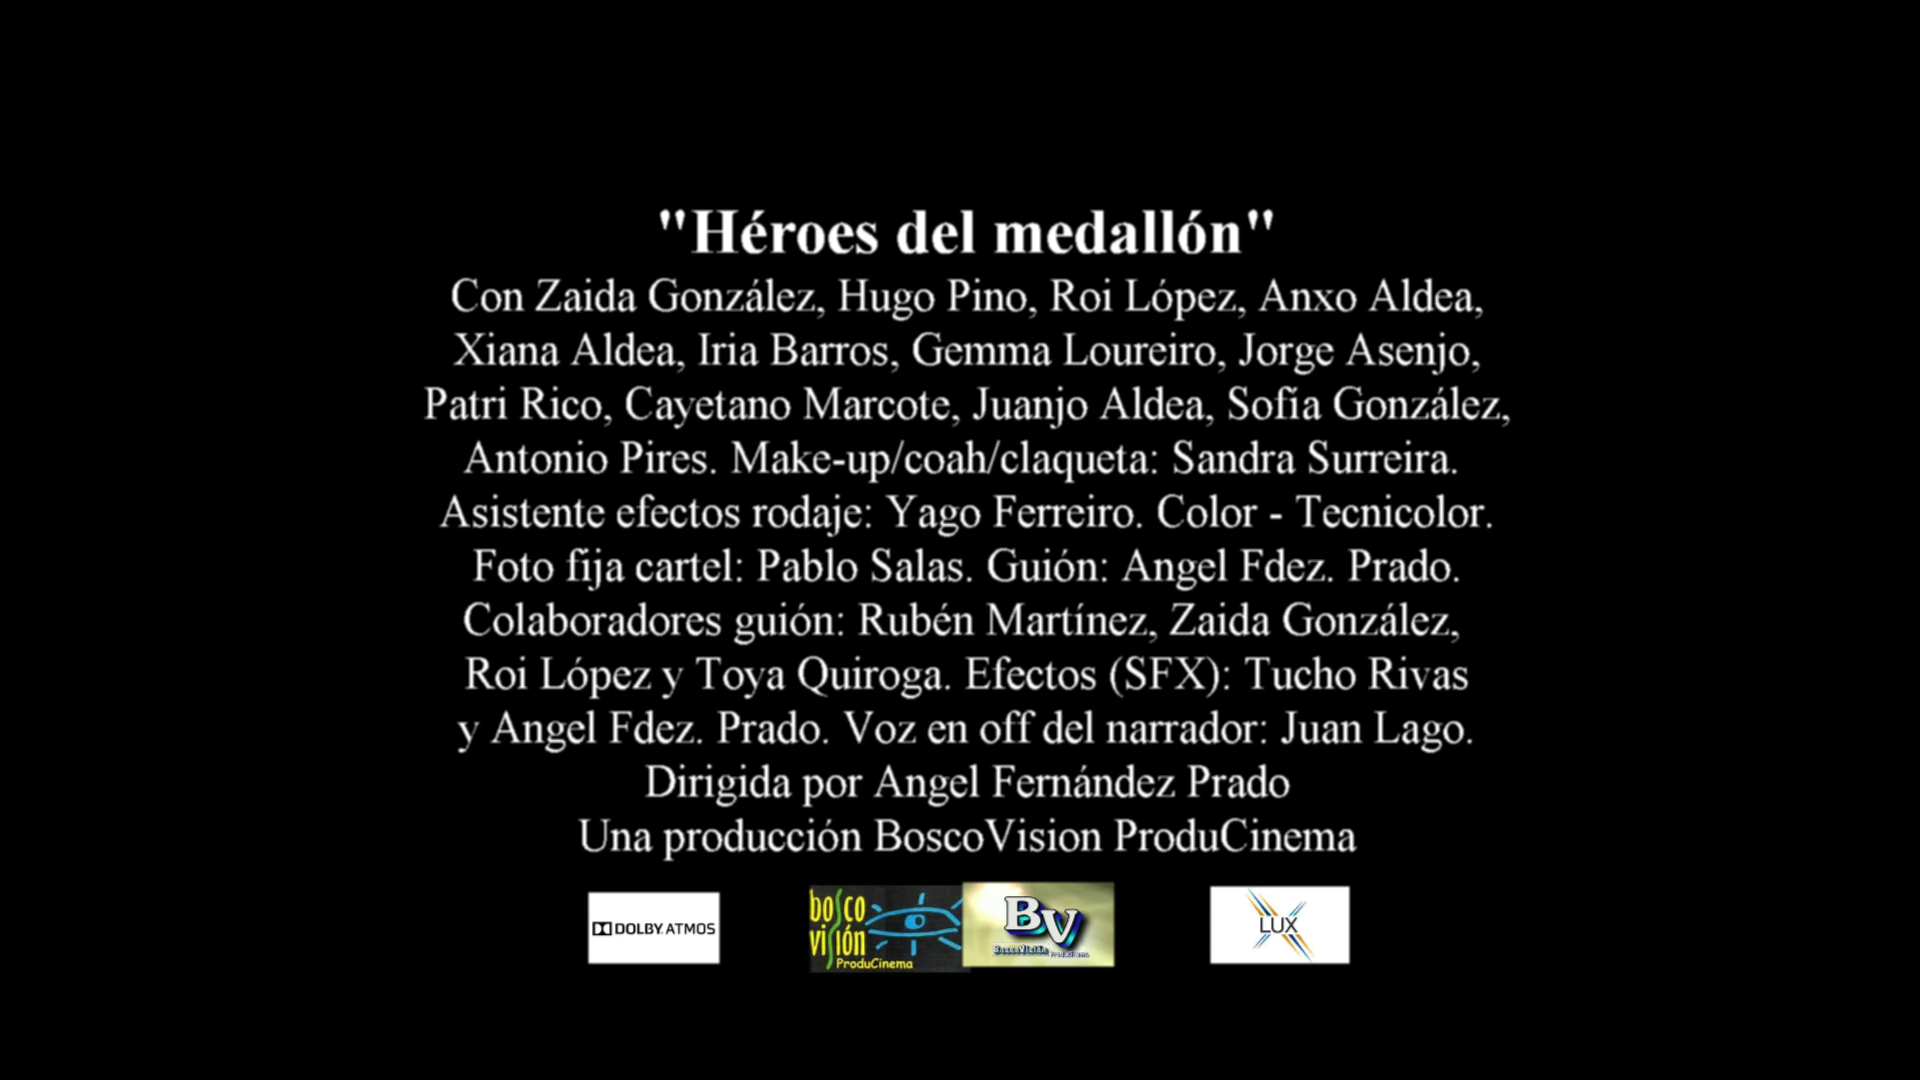 "Héroes del medallón"
Con Zaida González, Hugo Pino, Roi López, Anxo Aldea,
Xiana Aldea, Iria Barros, Gemma Loureiro, Jorge Asenjo,
Patri Rico, Cayetano Marcote, Juanjo Aldea, Sofía González,
Antonio Pires. Make-up/coah/claqueta: Sandra Surreira.
Asistente efectos rodaje: Yago Ferreiro. Color - Tecnicolor.
Foto fija cartel: Pablo Salas. Guión: Angel Fdez. Prado.
Colaboradores guión: Rubén Martínez, Zaida González,
Roi López y Toya Quiroga. Efectos (SFX): Tucho Rivas
y Angel Fdez. Prado. Voz en off del narrador: Juan Lago.
Dirigida por Angel Fernández Prado
Una producción BoscoVision ProduCinema
DOLBY ATMOS
bosco
visión
ProduCinema
BV
BoscoVisión
ProduCinema
LUX